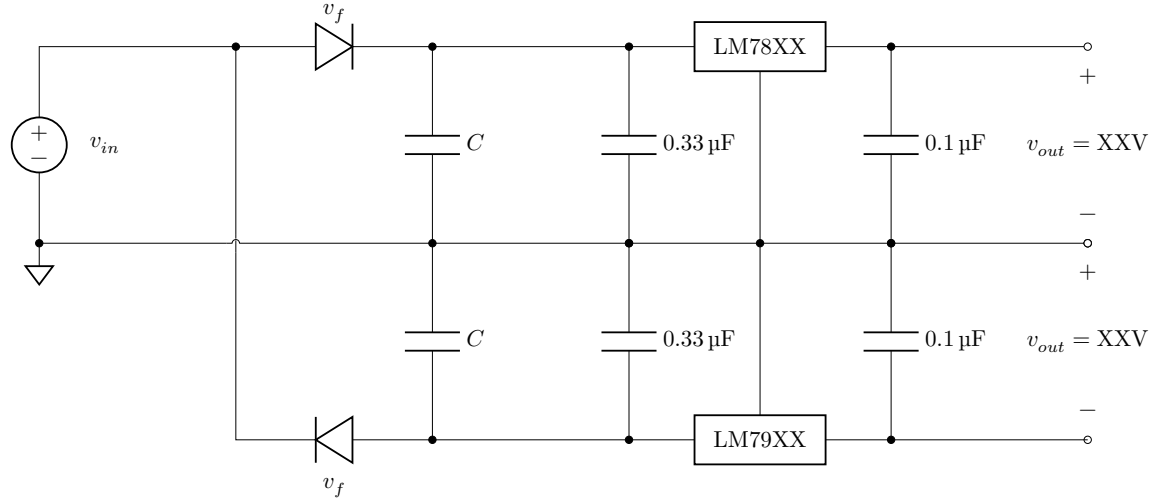 v_f
LM78XX
+
−
v_in
C
0.33 µF
0.1 µF
+
v_out = XXV
−
C
0.33 µF
0.1 µF
+
v_out = XXV
−
LM79XX
v_f